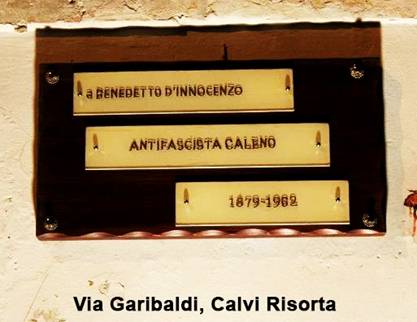 a BENEDETTO D'INNOCENZO
ANTIFASCISTA CALENO
1879-1962
Via Garibaldi, Calvi Risorta